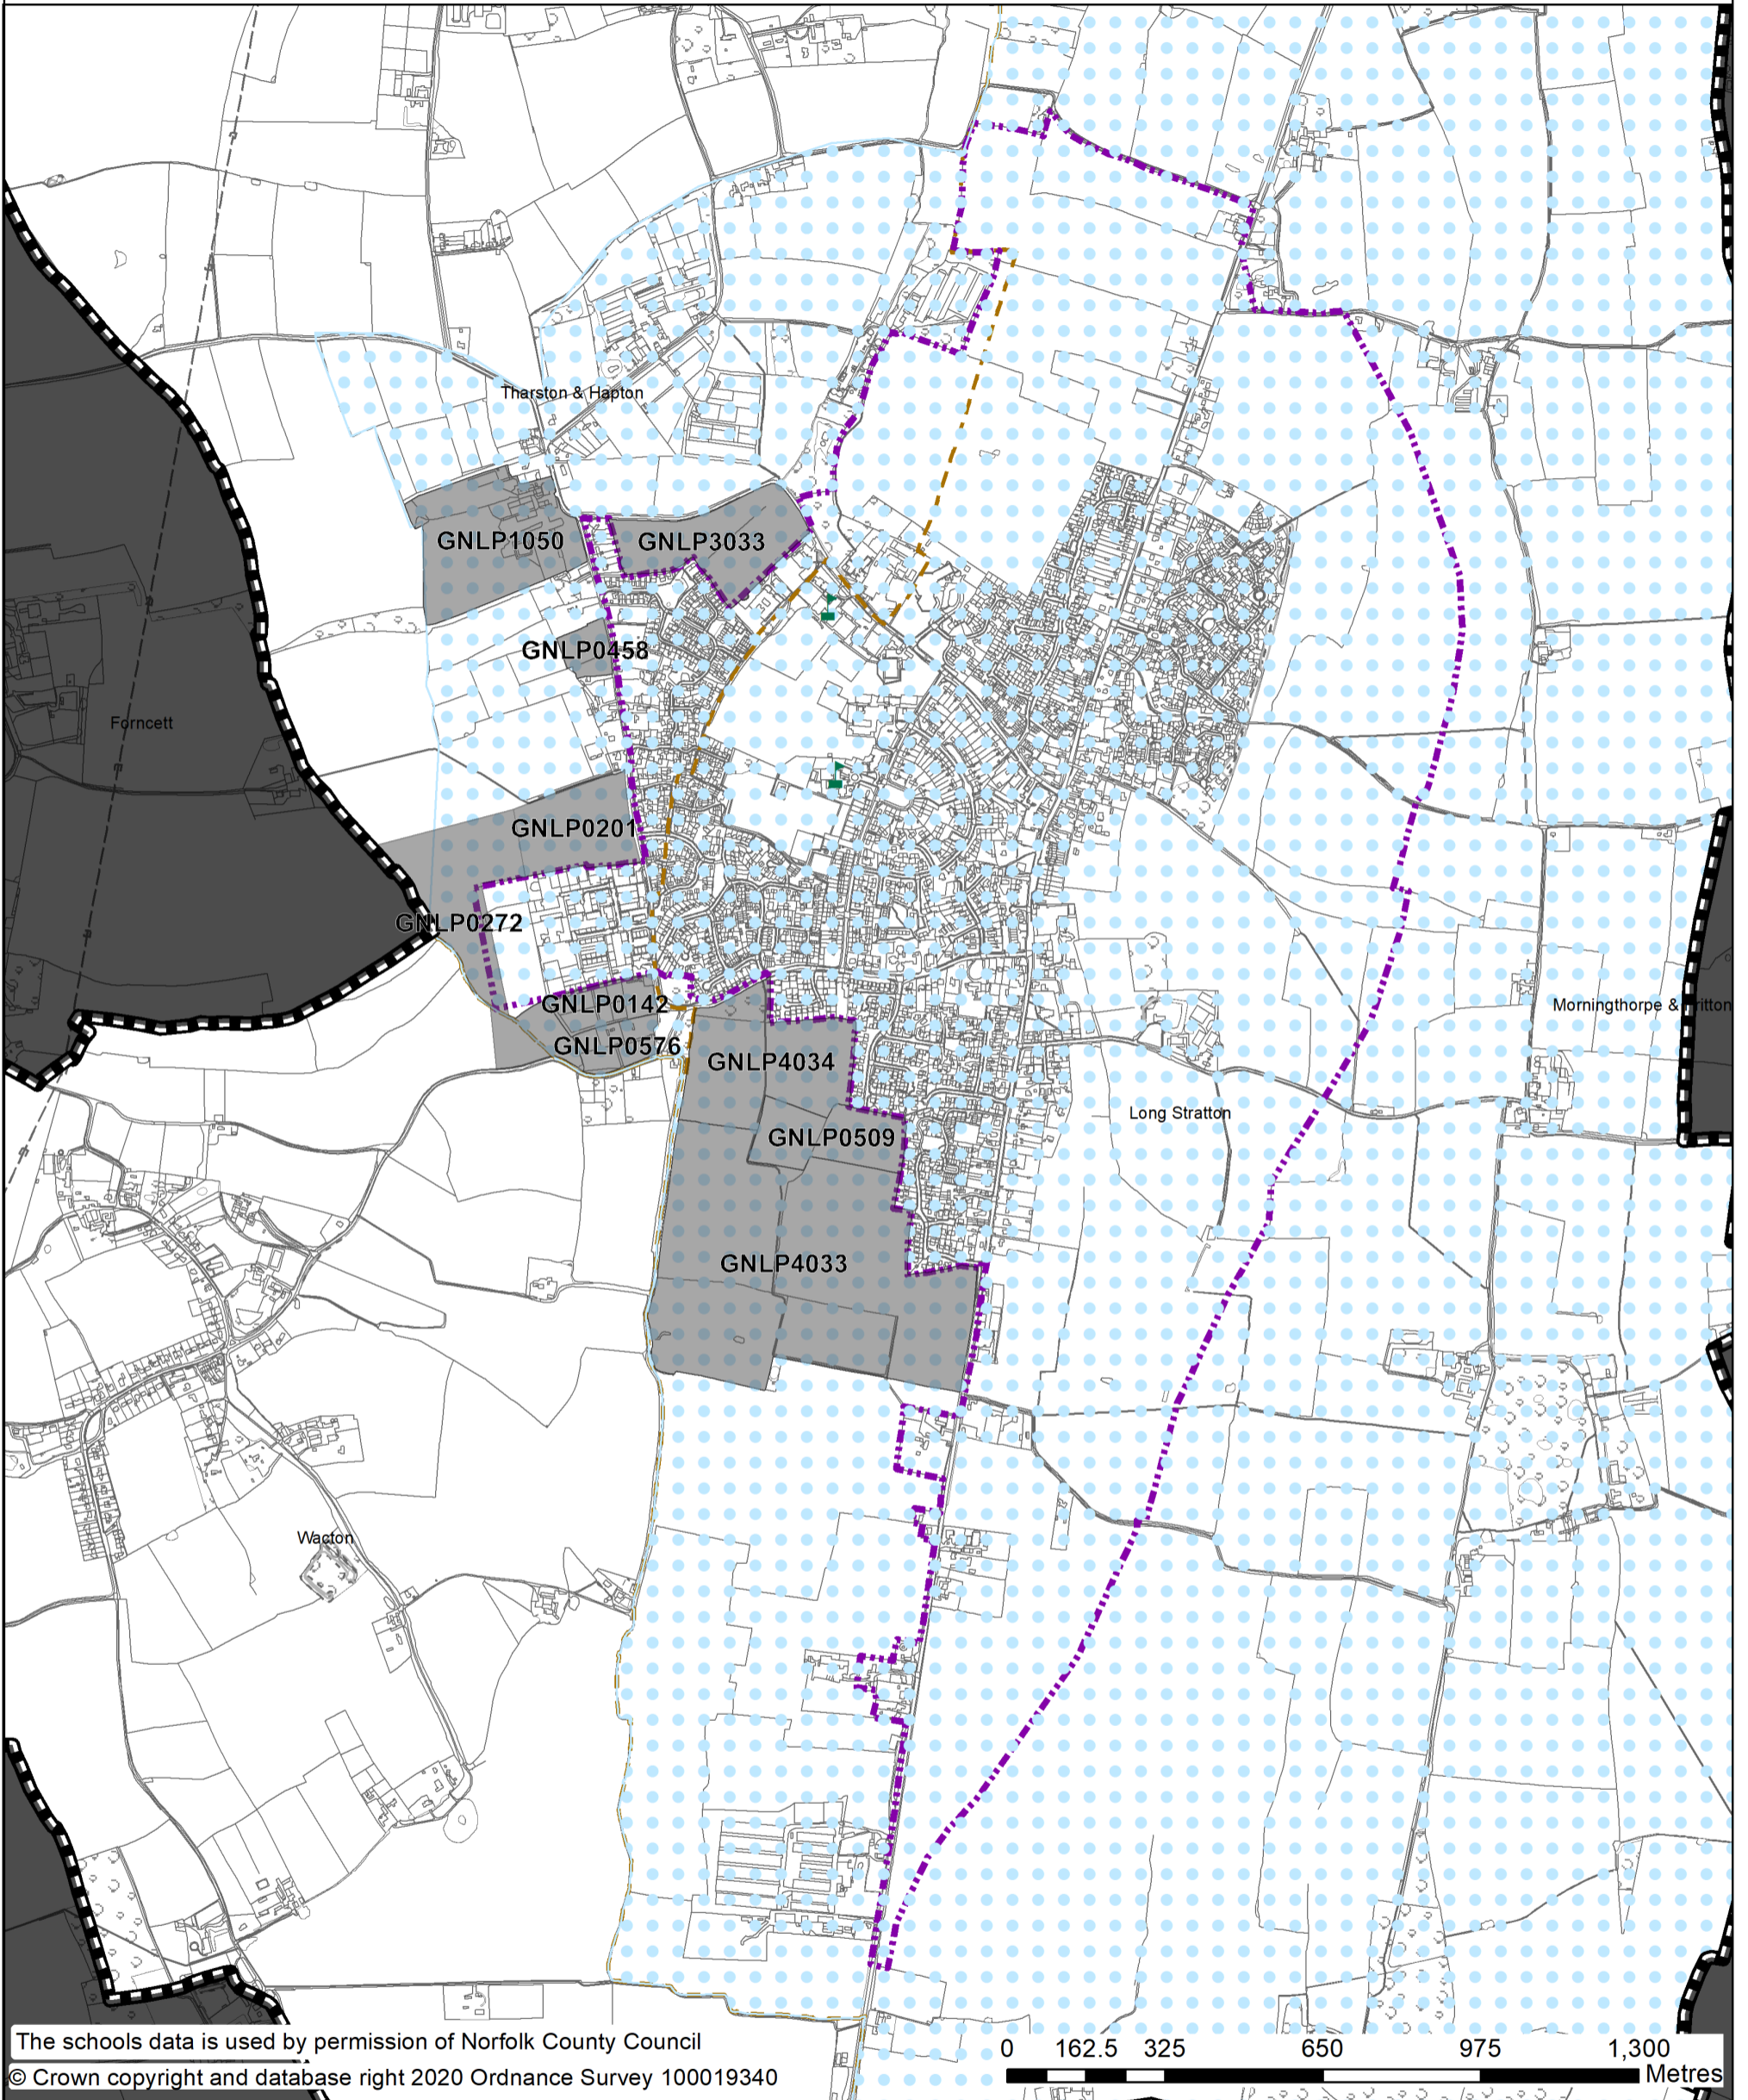 Tharston & Hapton
GNLP1050
GNLP3033
GNLP0458
Forncett
GNLP0201
GNLP0272
GNLP0142
Morningthorpe & Fritton
GNLP0576
GNLP4034
Long Stratton
GNLP0509
GNLP4033
Wacton
The schools data is used by permission of Norfolk County Council
0 162.5 325 650 975 1,300
Metres
© Crown copyright and database right 2020 Ordnance Survey 100019340